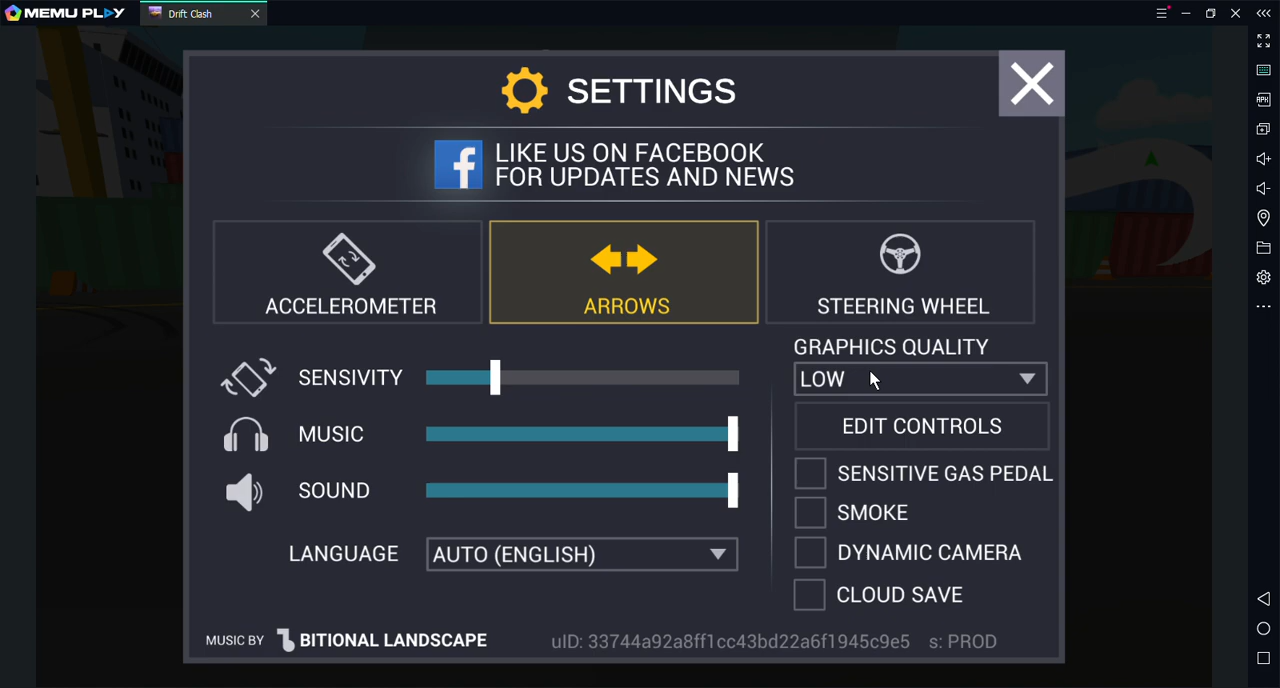 MEMU PLAY
Drift Clash
APK
SETTINGS
LIKE US ON FACEBOOK
FOR UPDATES AND NEWS
ACCELEROMETER
ARROWS
STEERING WHEEL
GRAPHICS QUALITY
LOW
EDIT CONTROLS
SENSITIVE GAS PEDAL
SMOKE
DYNAMIC CAMERA
CLOUD SAVE
SENSIVITY
MUSIC
SOUND
LANGUAGE
AUTO (ENGLISH)
MUSIC BY BITIONAL LANDSCAPE
uID: 33744a92a8ff1cc43bd22a6f1945c9e5 s: PROD